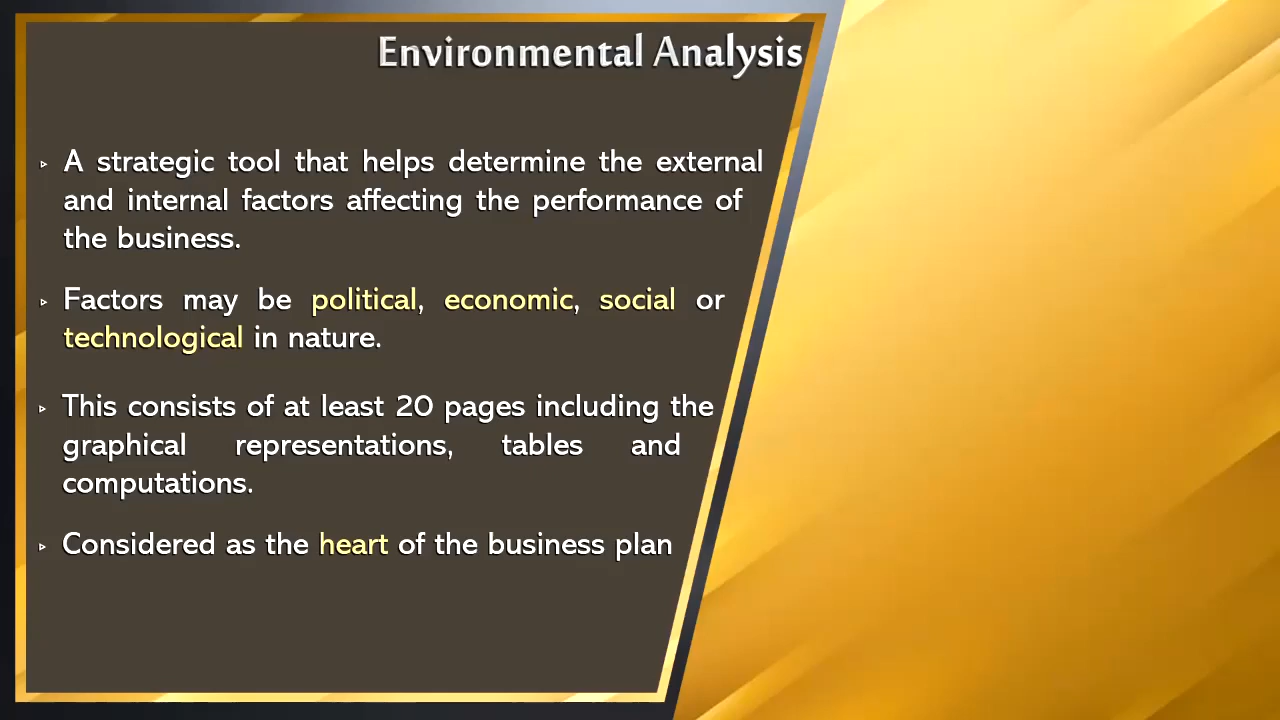 Environmental Analysis
▹ A strategic tool that helps determine the external
and internal factors affecting the performance of
the business.
▹ Factors may be political, economic, social or
technological in nature.
▹ This consists of at least 20 pages including the
graphical representations, tables and
computations.
▹ Considered as the heart of the business plan